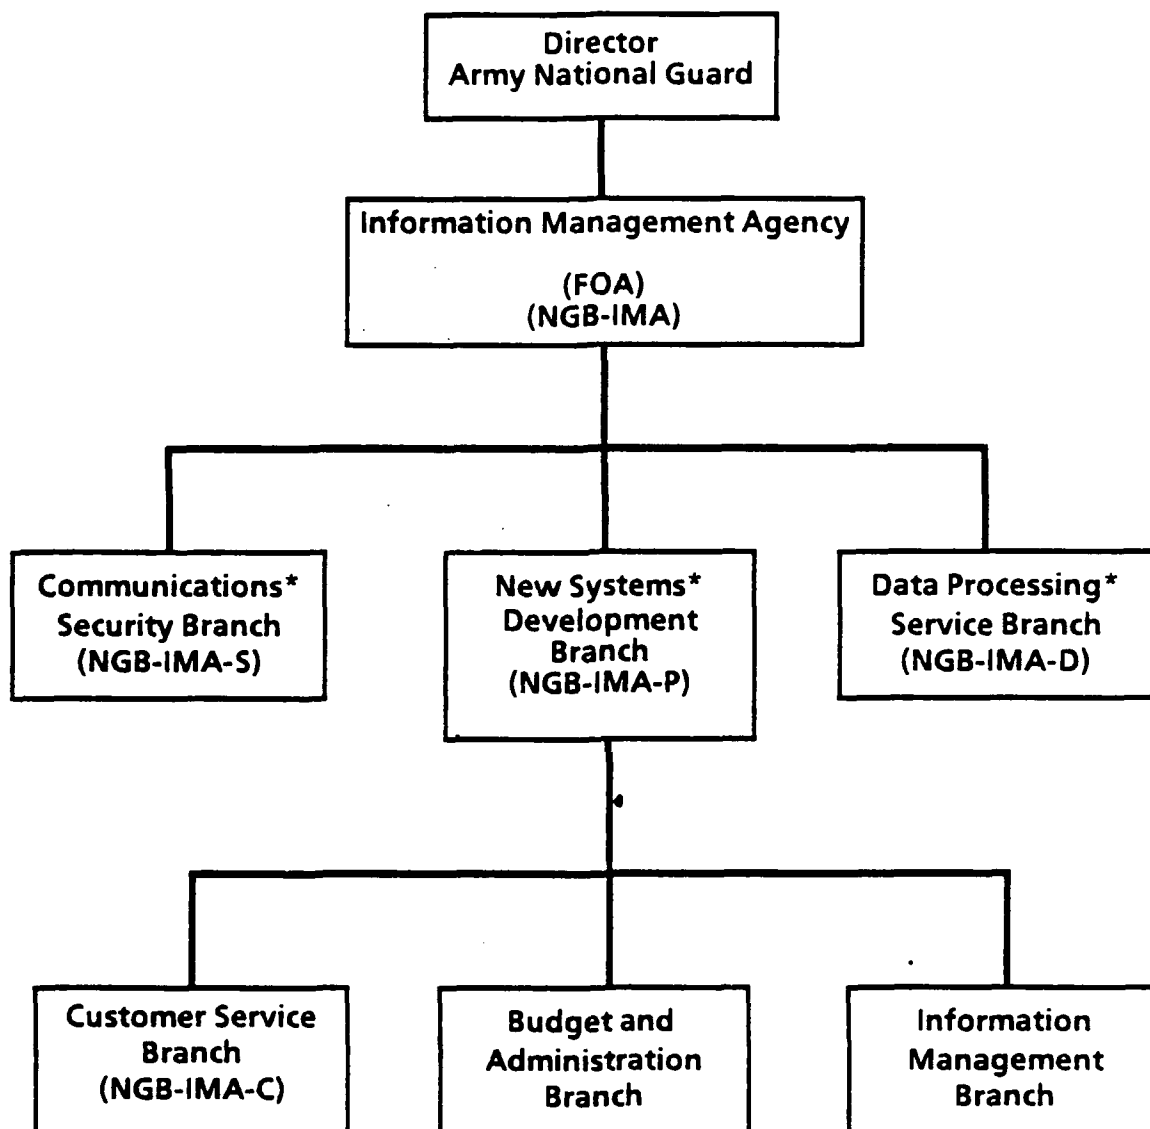 Director
Army National Guard
Information Management Agency
(FOA)
(NGB-IMA)
Communications*
Security Branch
(NGB-IMA-S)
New Systems*
Development
Branch
(NGB-IMA-P)
Data Processing*
Service Branch
(NGB-IMA-D)
Customer Service
Branch
(NGB-IMA-C)
Budget and
Administration
Branch
Information
Management
Branch